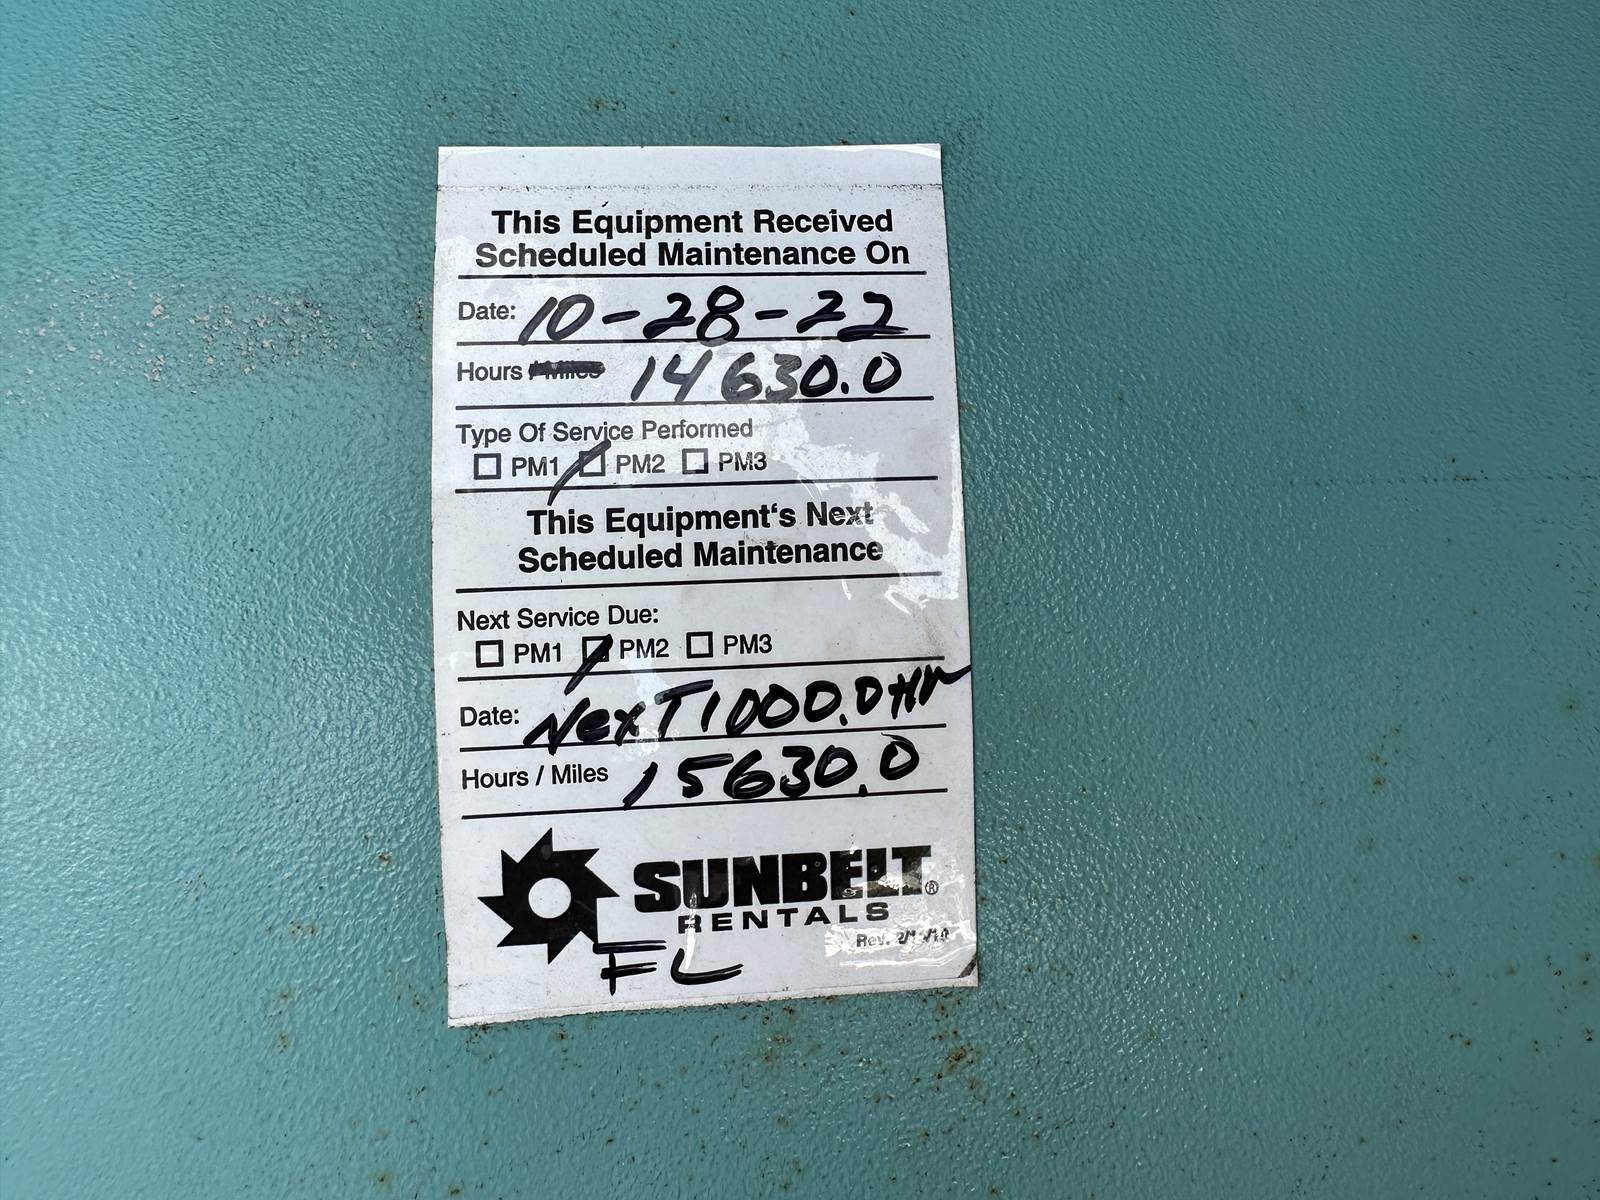 This Equipment Received
Scheduled Maintenance On
Date: 10-28-22
Hours / Miles 14630.0
Type Of Service Performed
PM1 PM2 PM3
This Equipment's Next
Scheduled Maintenance
Next Service Due:
PM1 PM2 PM3
Date: NexT 1000.0 Hr
Hours / Miles 15630.0
SUNBELT®
RENTALS
Rev.
FL